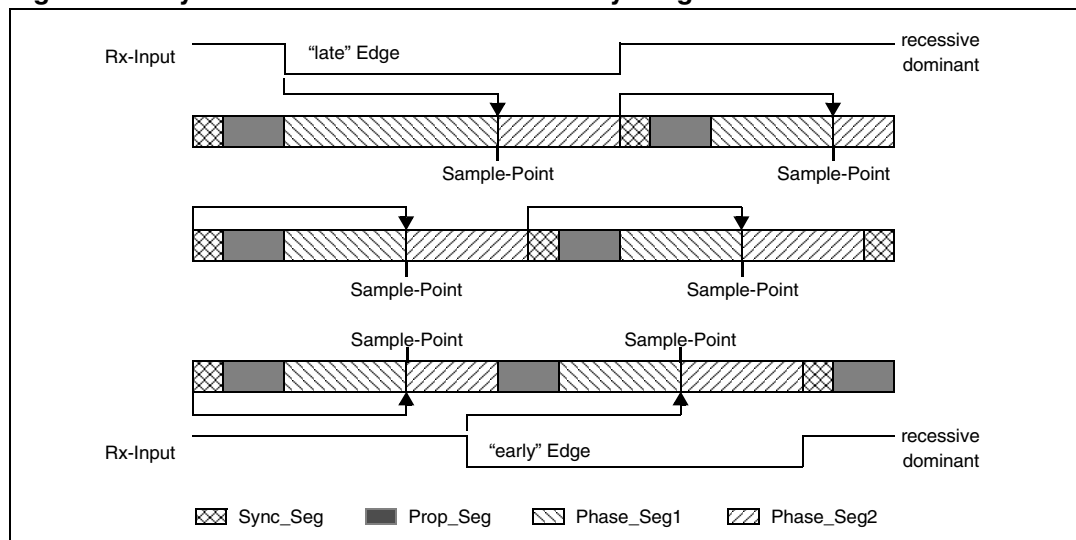 Rx-Input
“late” Edge
recessive
dominant
Sample-Point
Sample-Point
Sample-Point
Sample-Point
Sample-Point
Sample-Point
Rx-Input
“early” Edge
recessive
dominant
Sync_Seg
Prop_Seg
Phase_Seg1
Phase_Seg2